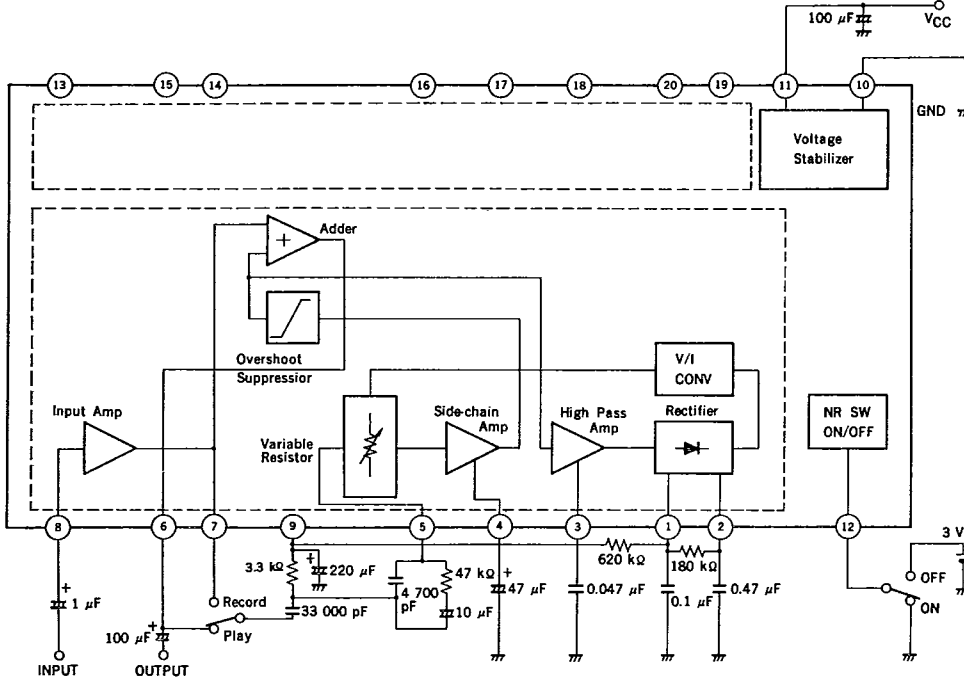 100 µF
VCC
13
15
14
16
17
18
20
19
11
10
GND
Voltage
Stabilizer
+
Adder
Overshoot
Suppressior
V/I
CONV
Input Amp
Variable
Resistor
Side-chain
Amp
High Pass
Amp
Rectifier
NR SW
ON/OFF
8
6
7
9
5
4
3
1
2
12
3 V
+
1 µF
INPUT
100 µF
+
OUTPUT
Record
Play
3.3 kΩ
+
220 µF
33 000 pF
4 700
pF
47 kΩ
10 µF
+
47 µF
0.047 µF
620 kΩ
180 kΩ
0.1 µF
0.47 µF
OFF
ON